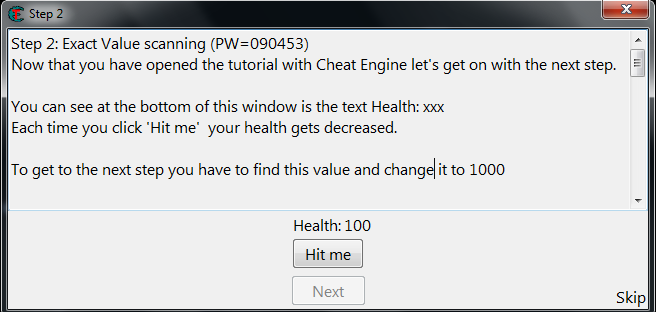 Step 2
Step 2: Exact Value scanning (PW=090453)
Now that you have opened the tutorial with Cheat Engine let's get on with the next step.
You can see at the bottom of this window is the text Health: xxx
Each time you click 'Hit me'  your health gets decreased.
To get to the next step you have to find this value and change it to 1000
Health: 100
Hit me
Next
Skip